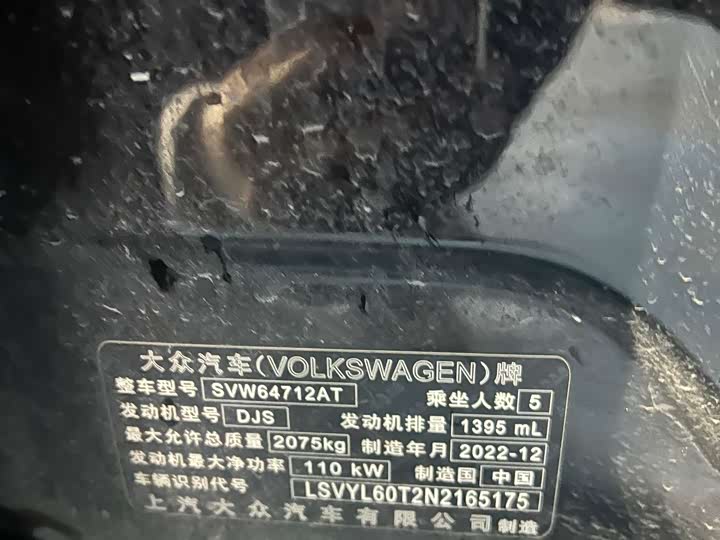 大众汽车(VOLKSWAGEN)牌
整车型号 SVW64712AT 乘坐人数 5
发动机型号 DJS 发动机排量 1395 mL
最大允许总质量 2075kg 制造年月 2022-12
发动机最大净功率 110 kW 制造国 中国
车辆识别代号 LSVYL60T2N2165175
上汽大众汽车有限公司制造